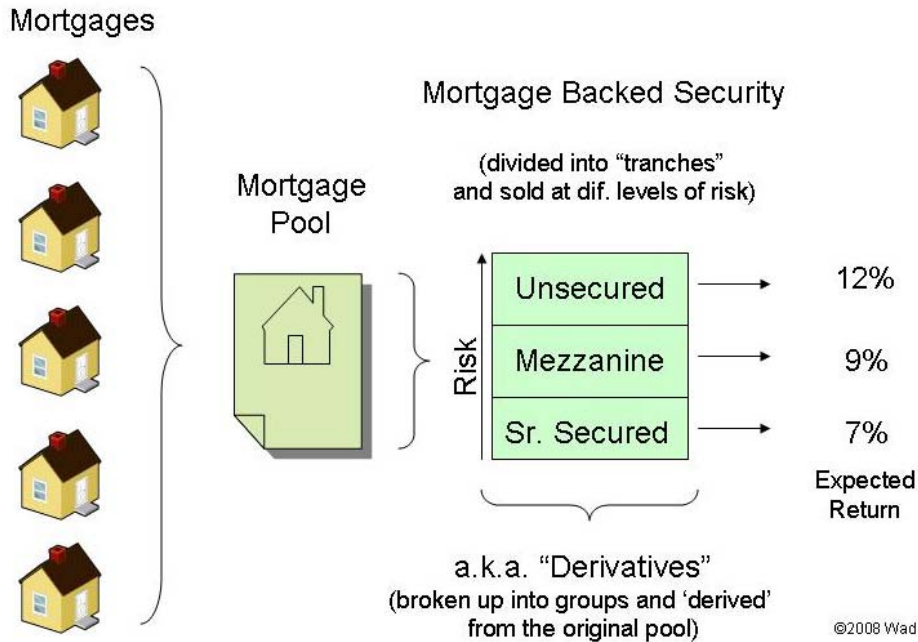 Mortgages
Mortgage Backed Security
(divided into “tranches”
and sold at dif. levels of risk)
Mortgage
Pool
Risk
Unsecured
12%
Mezzanine
9%
Sr. Secured
7%
Expected
Return
a.k.a. “Derivatives”
(broken up into groups and ‘derived’
from the original pool)
©2008 Wad